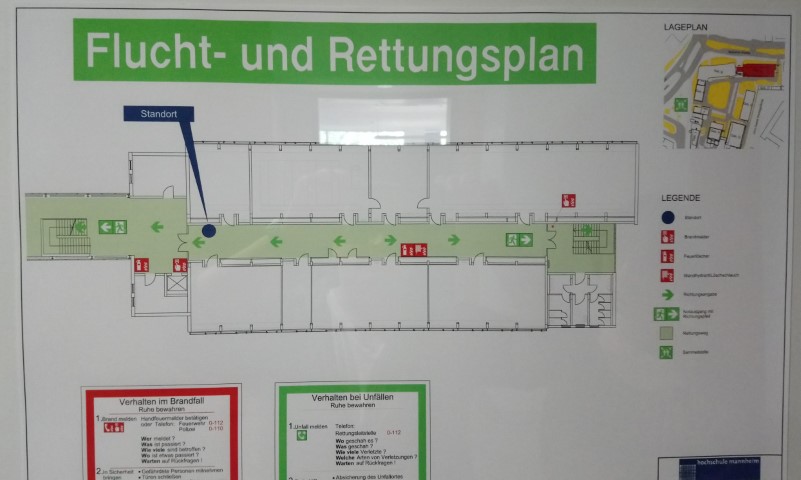 Flucht- und Rettungsplan
LAGEPLAN
Standort
LEGENDE
Standort
Brandmelder
Feuerlöscher
Richtungsangabe
Notausgang mit
Rettungsweg
Sammelstelle
Verhalten im Brandfall
Ruhe bewahren
1. Brand melden Handfeuermelder betätigen
oder Telefon: Feuerwehr 0-112
Polizei 0-110
Wer meldet ?
Was ist passiert ?
Wie viele sind betroffen ?
Wo ist etwas passiert ?
Warten auf Rückfragen !
2. In Sicherheit • Gefährdete Personen mitnehmen
bringen • Türen schließen
Verhalten bei Unfällen
Ruhe bewahren
1. Unfall melden Telefon:
Rettungsleitstelle 0-112
Wo geschah es ?
Was geschah ?
Wie viele Verletzte ?
Welche Arten von Verletzungen ?
Warten auf Rückfragen !
2. • Absicherung des Unfallortes
hochschule mannheim